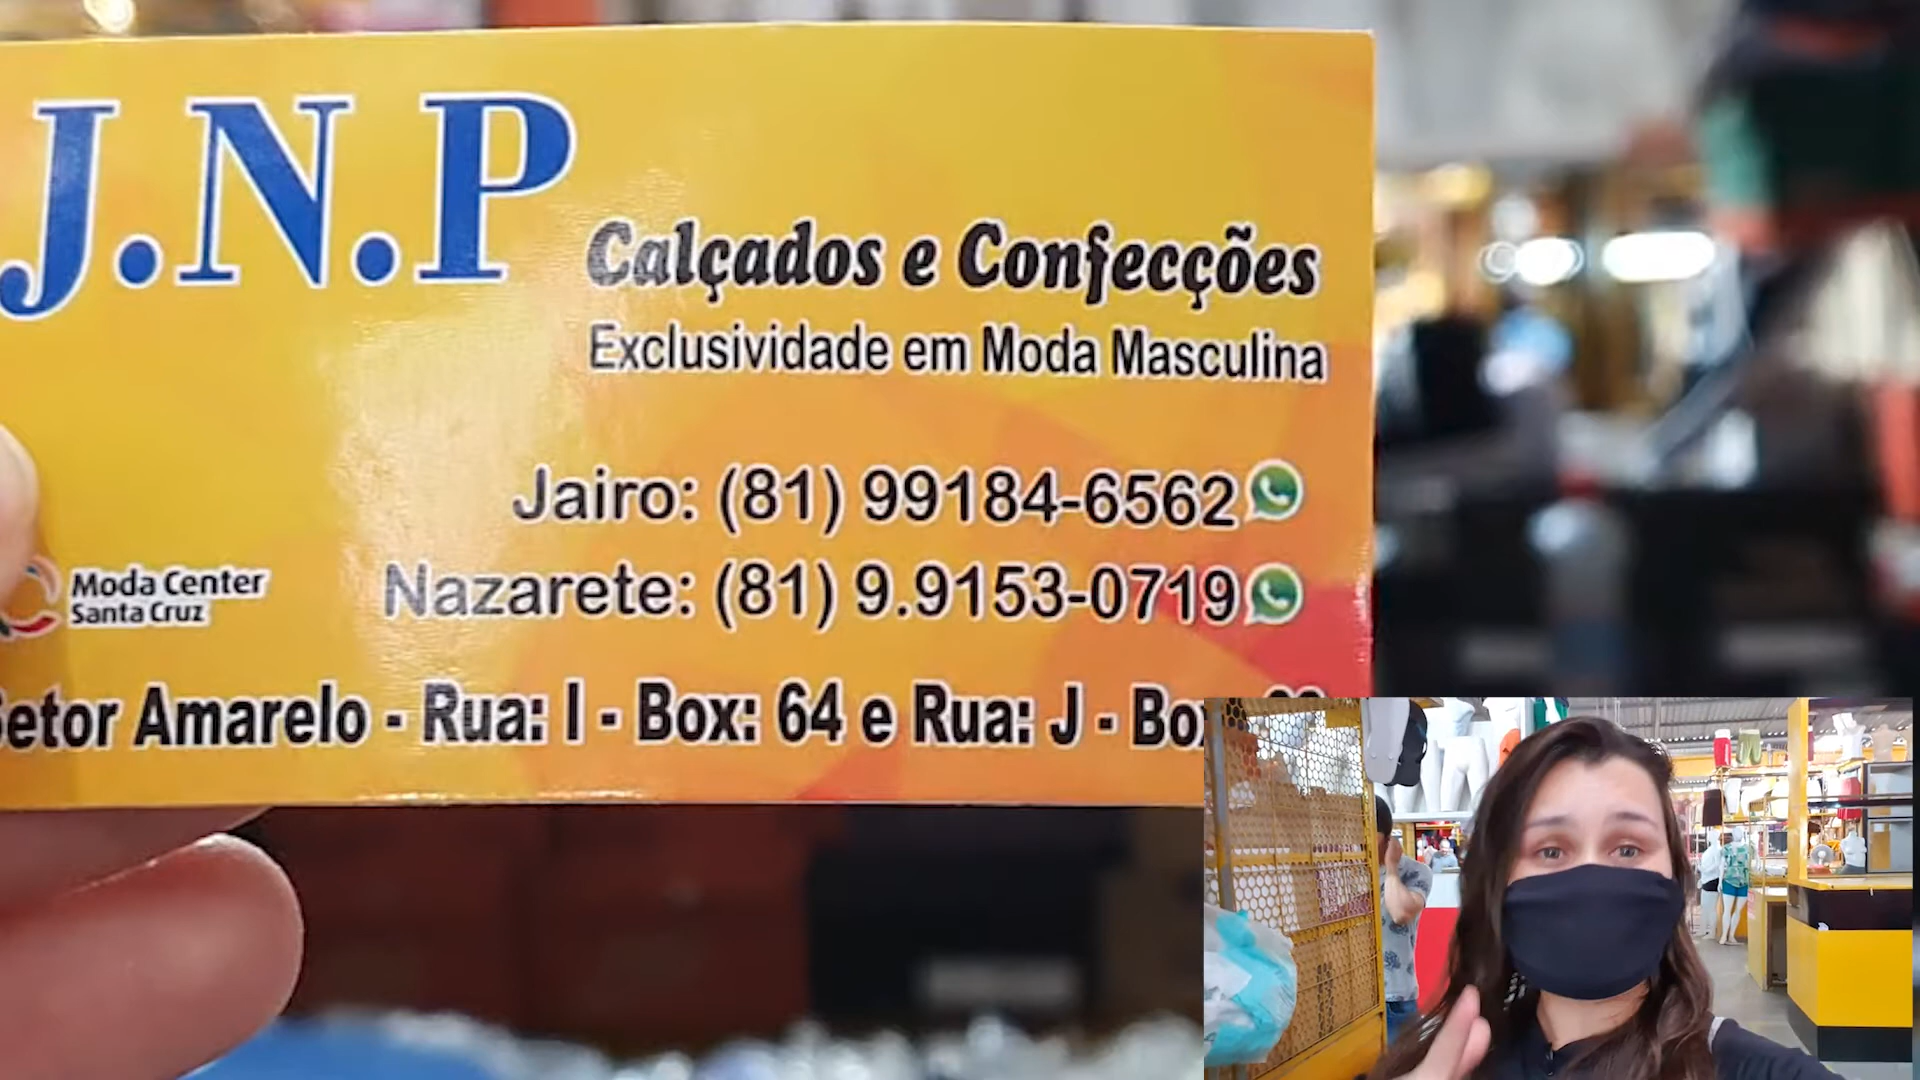 J.N.P
Calçados e Confecções
Exclusividade em Moda Masculina
Jairo: (81) 99184-6562
Nazarete: (81) 9.9153-0719
Moda Center
Santa Cruz
Setor Amarelo - Rua: I - Box: 64 e Rua: J - Box